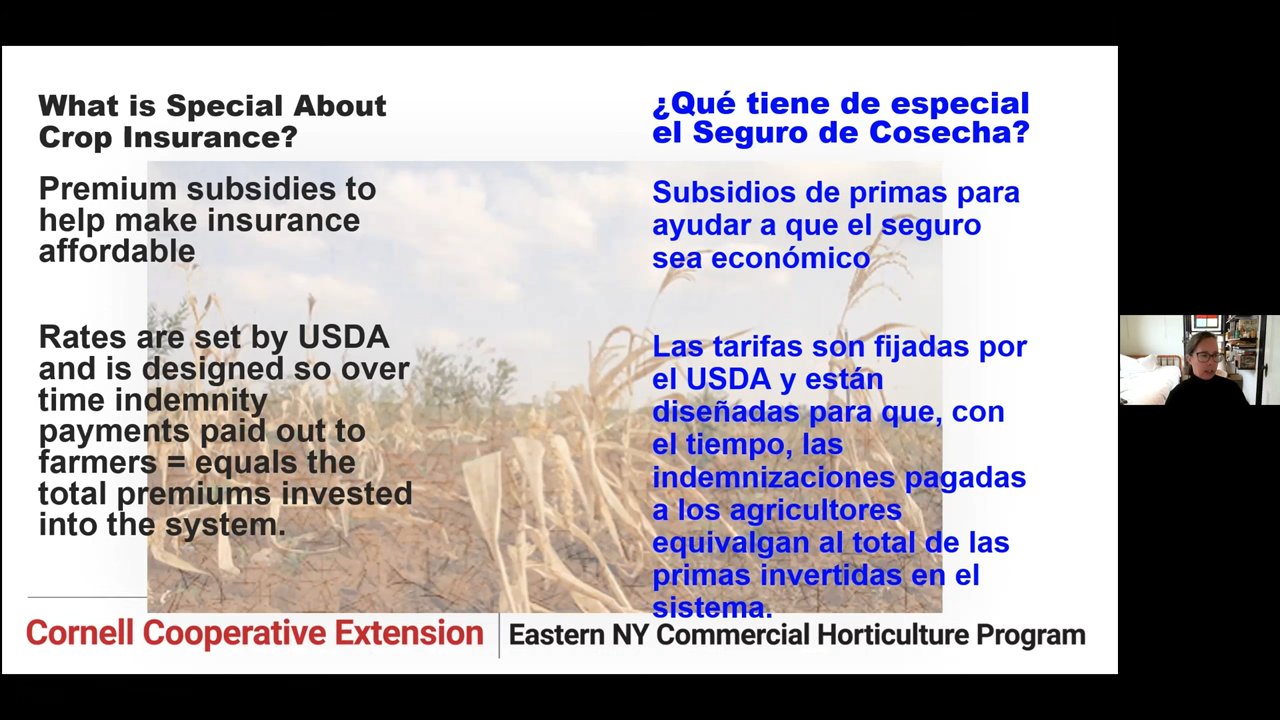 What is Special About
Crop Insurance?
Premium subsidies to
help make insurance
affordable
Rates are set by USDA
and is designed so over
time indemnity
payments paid out to
farmers = equals the
total premiums invested
into the system.
¿Qué tiene de especial
el Seguro de Cosecha?
Subsidios de primas para
ayudar a que el seguro
sea económico
Las tarifas son fijadas por
el USDA y están
diseñadas para que, con
el tiempo, las
indemnizaciones pagadas
a los agricultores
equivalgan al total de las
primas invertidas en el
sistema.
Cornell Cooperative Extension | Eastern NY Commercial Horticulture Program